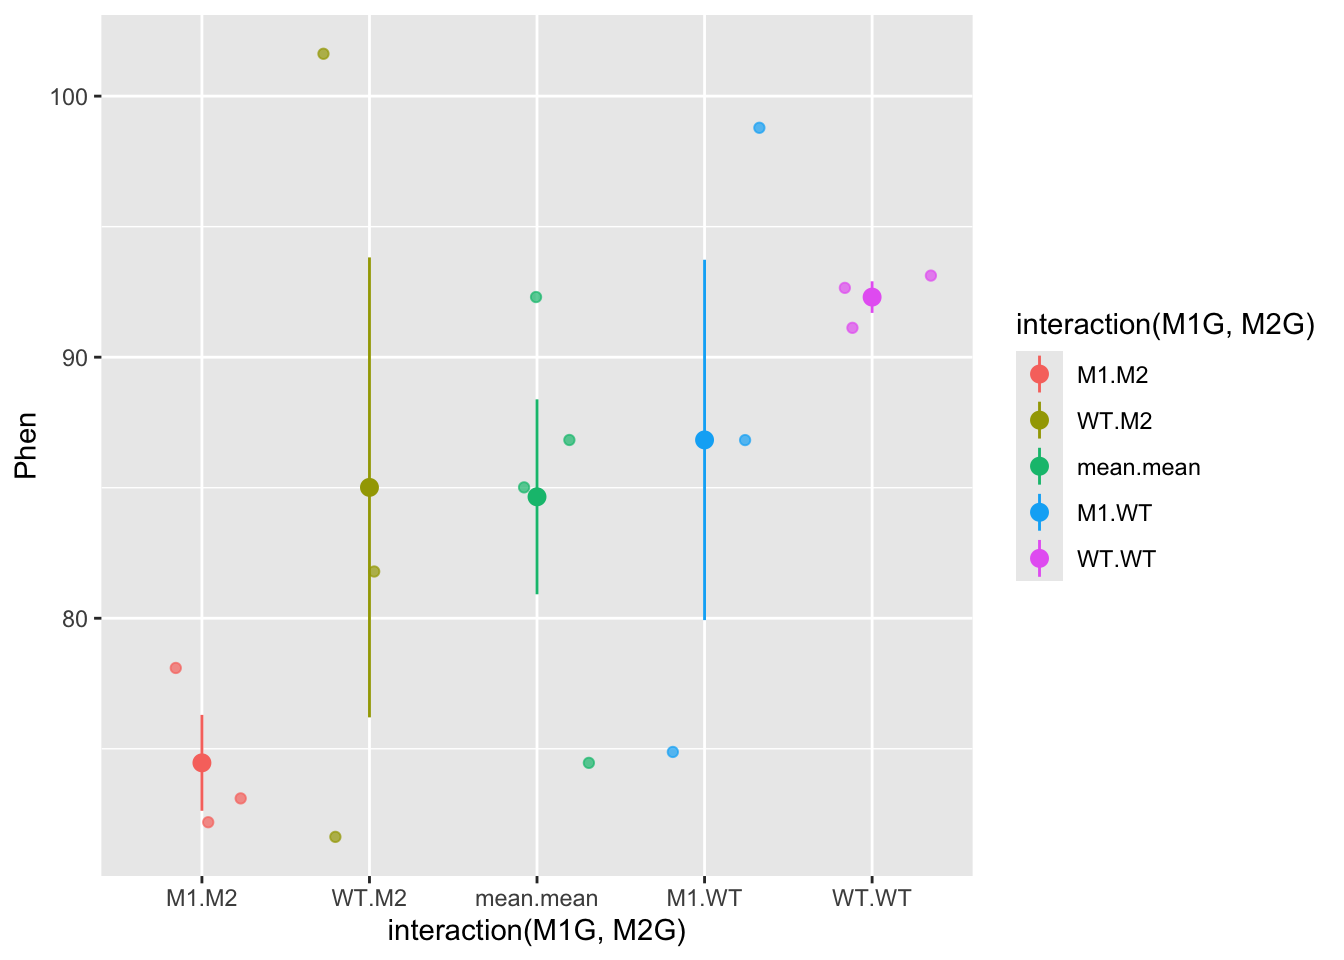 Phen
100
90
80
M1.M2 WT.M2 mean.mean M1.WT WT.WT
interaction(M1G, M2G)
interaction(M1G, M2G)
M1.M2
WT.M2
mean.mean
M1.WT
WT.WT